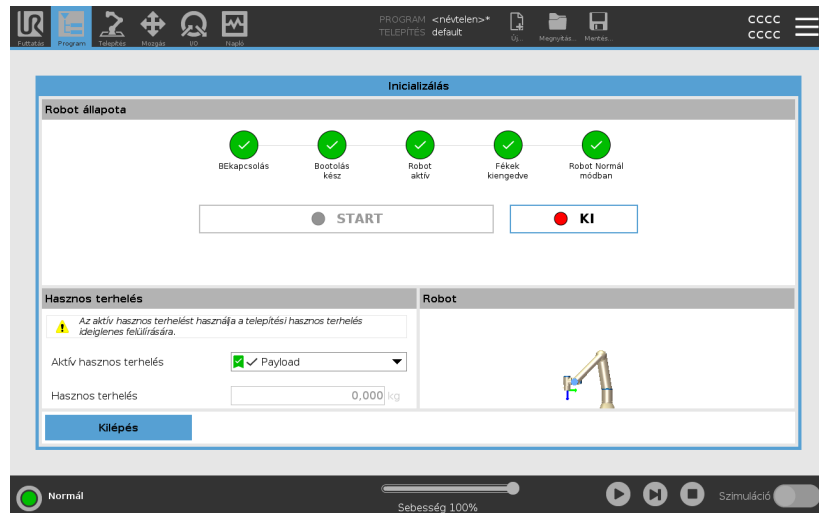 PROGRAM <névtelen>*
TELEPÍTÉS default
cccc
cccc
Futtatás Program Telepítés Mozgás I/O Napló Új... Megnyitás... Mentés...
Inicializálás
Robot állapota
BEkapcsolás
Bootolás kész
Robot aktív
Fékek kiengedve
Robot Normál módban
START
KI
Hasznos terhelés
Robot
Az aktív hasznos terhelést használja a telepítési hasznos terhelés
ideiglenes felülírására.
Aktív hasznos terhelés
Payload
Hasznos terhelés
0,000 kg
Kilépés
Normál
Sebesség 100%
Szimuláció